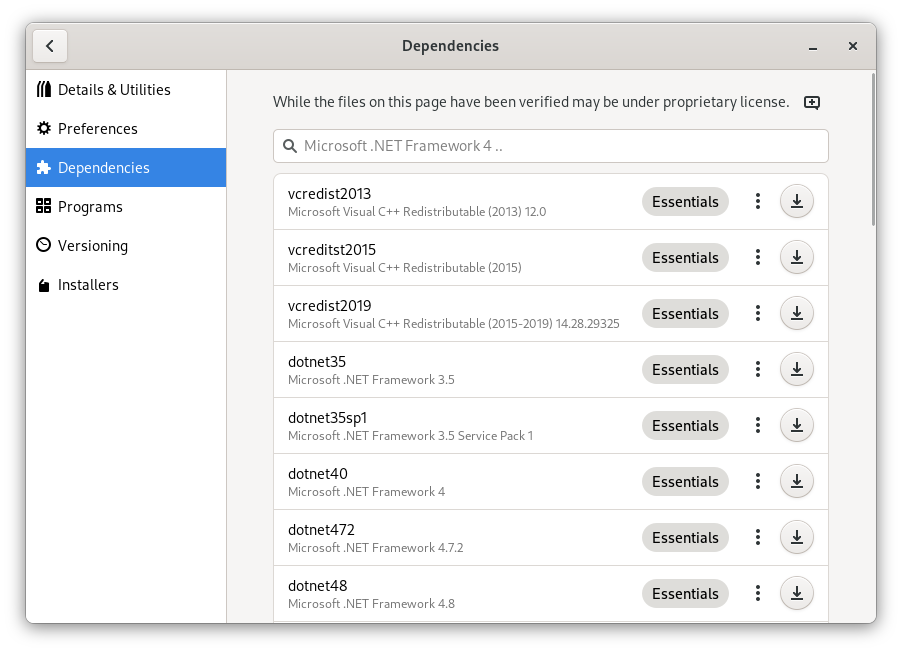 Dependencies
Details & Utilities
Preferences
Dependencies
Programs
Versioning
Installers
While the files on this page have been verified may be under proprietary license.
Microsoft .NET Framework 4 ..
vcredist2013
Microsoft Visual C++ Redistributable (2013) 12.0
Essentials
vcreditst2015
Microsoft Visual C++ Redistributable (2015)
Essentials
vcredist2019
Microsoft Visual C++ Redistributable (2015-2019) 14.28.29325
Essentials
dotnet35
Microsoft .NET Framework 3.5
Essentials
dotnet35sp1
Microsoft .NET Framework 3.5 Service Pack 1
Essentials
dotnet40
Microsoft .NET Framework 4
Essentials
dotnet472
Microsoft .NET Framework 4.7.2
Essentials
dotnet48
Microsoft .NET Framework 4.8
Essentials